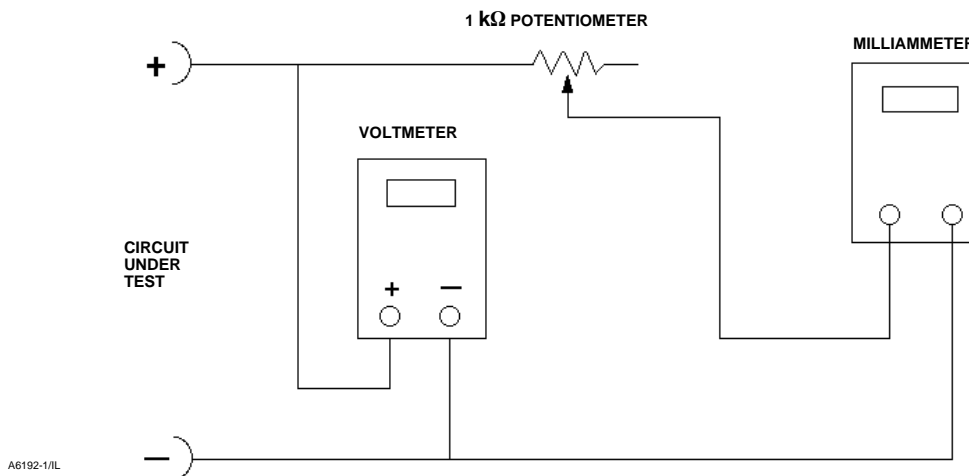 1 kΩ POTENTIOMETER
MILLIAMMETER
+
VOLTMETER
CIRCUIT
UNDER
TEST
+ —
—
A6192-1/IL